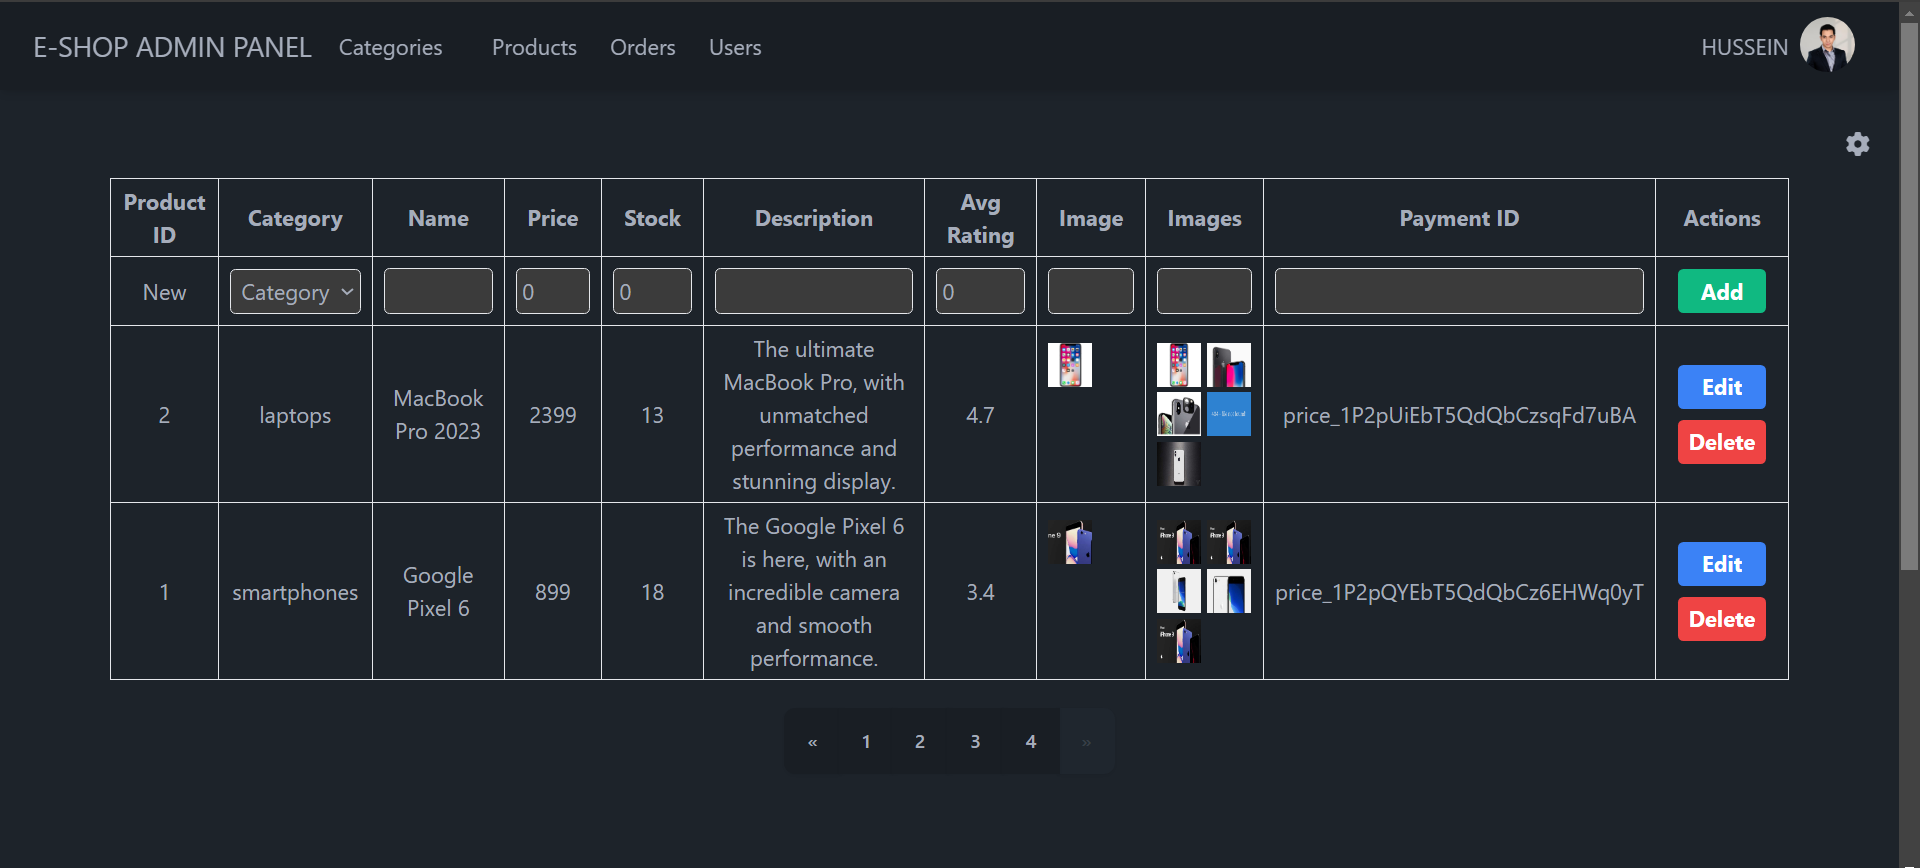 E-SHOP ADMIN PANEL Categories Products Orders Users HUSSEIN
Product ID Category Name Price Stock Description Avg Rating Image Images Payment ID Actions
New Category 0 0 0 Add
2 laptops MacBook Pro 2023 2399 13 The ultimate MacBook Pro, with unmatched performance and stunning display. 4.7 price_1P2pUiEbT5QdQbCzsqFd7uBA Edit Delete
1 smartphones Google Pixel 6 899 18 The Google Pixel 6 is here, with an incredible camera and smooth performance. 3.4 price_1P2pQYEbT5QdQbCz6EHWq0yT Edit Delete
« 1 2 3 4 »